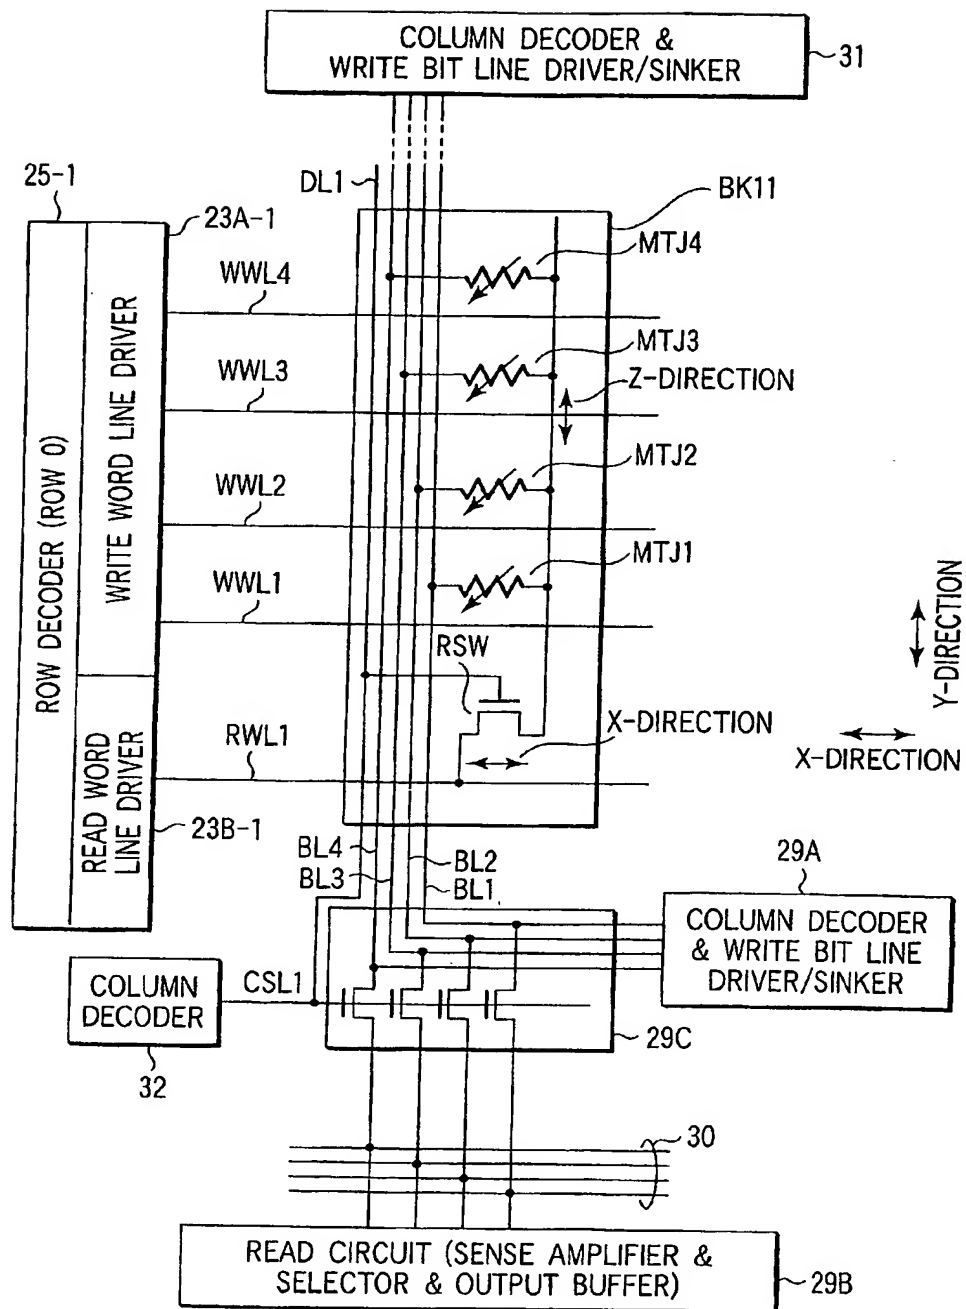 COLUMN DECODER &
WRITE BIT LINE DRIVER/SINKER
31
25-1
23A-1
DL1
BK11
ROW DECODER (ROW 0)
WRITE WORD LINE DRIVER
WWL4
MTJ4
WWL3
MTJ3
Z-DIRECTION
WWL2
MTJ2
WWL1
MTJ1
RSW
Y-DIRECTION
X-DIRECTION
X-DIRECTION
READ WORD
LINE DRIVER
RWL1
23B-1
BL4
BL3
BL2
BL1
29A
COLUMN DECODER
& WRITE BIT LINE
DRIVER/SINKER
COLUMN
DECODER
CSL1
29C
32
30
READ CIRCUIT (SENSE AMPLIFIER &
SELECTOR & OUTPUT BUFFER)
29B